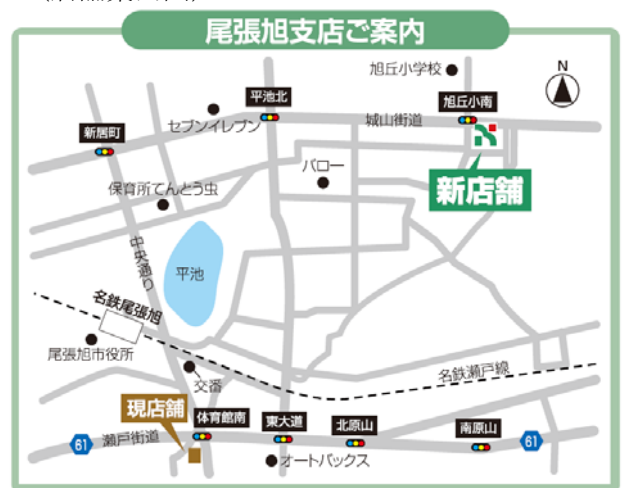 尾張旭支店ご案内
旭丘小学校
N
平池北
旭丘小南
セブンイレブン
城山街道
新居町
バロー
新店舗
保育所てんとう虫
中央通り
平池
名鉄尾張旭
尾張旭市役所
交番
名鉄瀬戸線
現店舗
体育館南
東大道
北原山
南原山
61
瀬戸街道
61
オートバックス